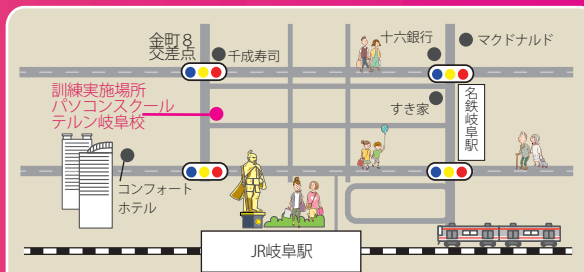 金町８
交差点
千成寿司
十六銀行
マクドナルド
訓練実施場所
パソコンスクール
テルン岐阜校
すき家
名鉄岐阜駅
コンフォート
ホテル
JR岐阜駅